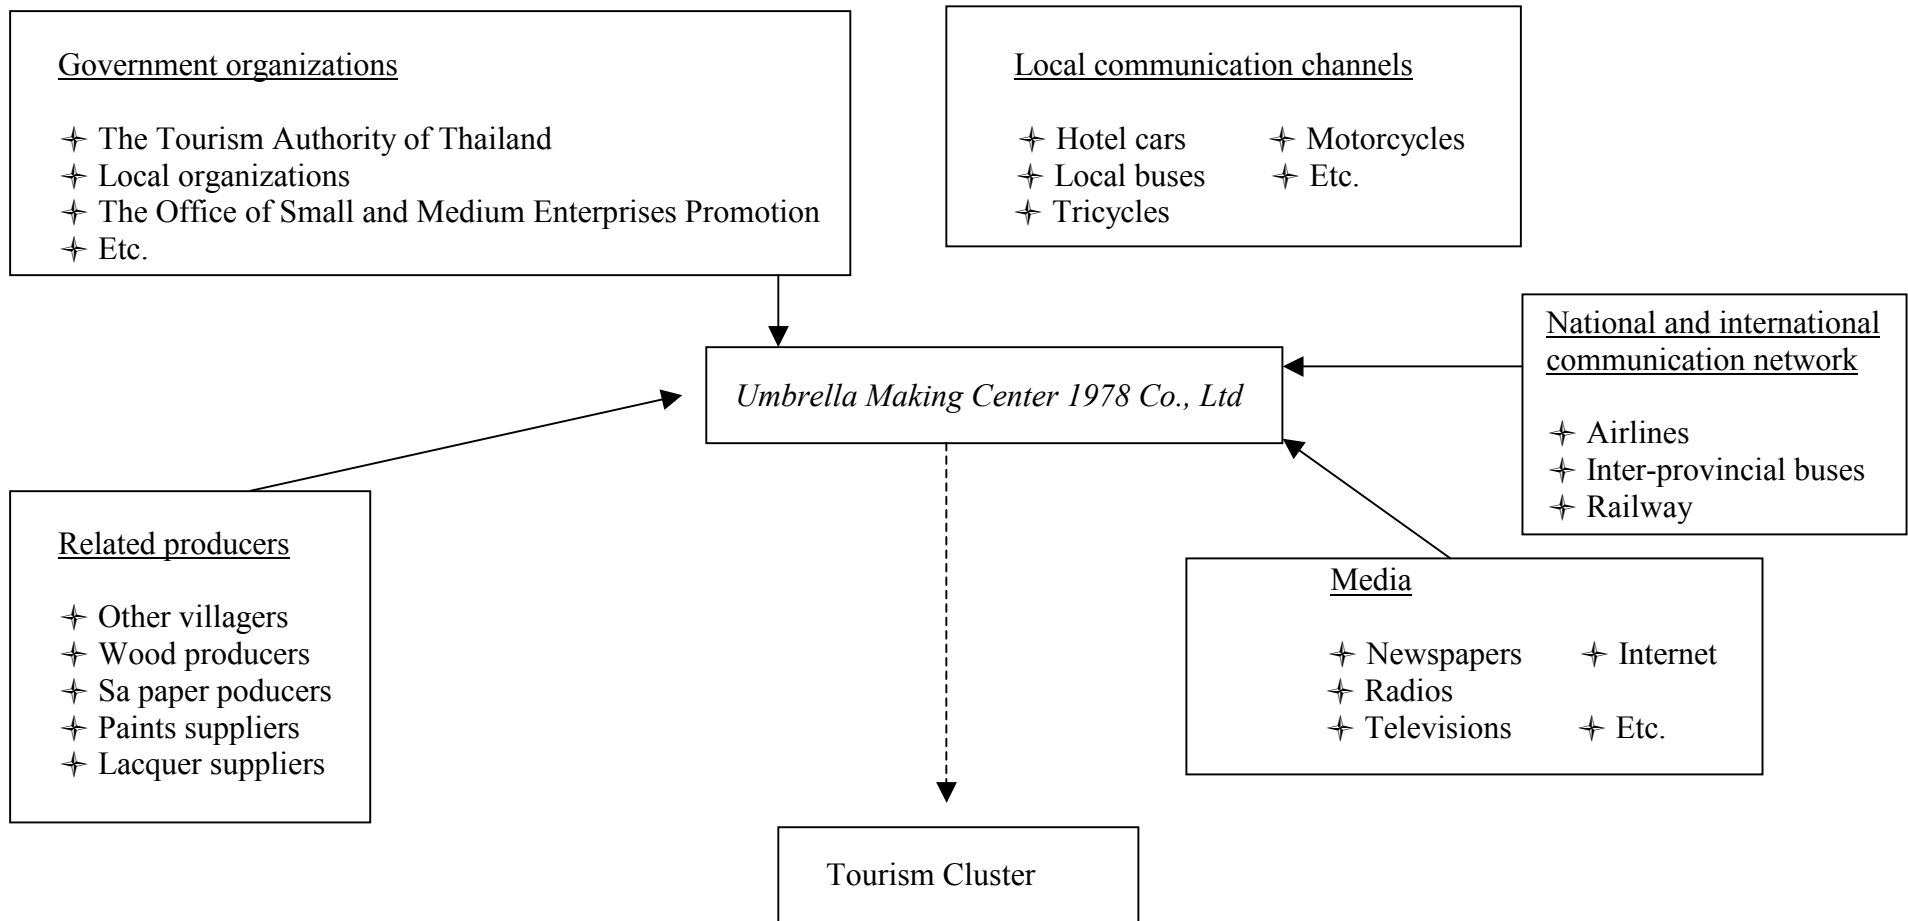 Government organizations
The Tourism Authority of Thailand
Local organizations
The Office of Small and Medium Enterprises Promotion
Etc.
Local communication channels
Hotel cars Motorcycles
Local buses Etc.
Tricycles
National and international
communication network
Airlines
Inter-provincial buses
Railway
Umbrella Making Center 1978 Co., Ltd
Related producers
Other villagers
Wood producers
Sa paper poducers
Paints suppliers
Lacquer suppliers
Media
Newspapers Internet
Radios
Televisions Etc.
Tourism Cluster